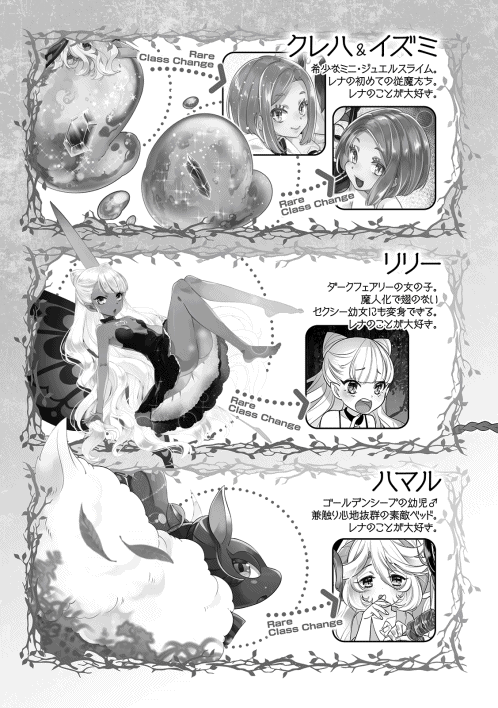 クレハ&イズミ
希少なミニ・ジュエルスライム。
レナの初めての従魔たち。
レナのことが大好き。
Rare
Class Change
Rare
Class Change
リリー
ダークフェアリーの女の子。
魔人化で翅のない
セクシー幼女にも変身できる。
レナのことが大好き。
Rare
Class Change
ハマル
ゴールデンシープの幼児♂
兼触り心地抜群の素敵ベッド。
レナのことが大好き。
Rare
Class Change